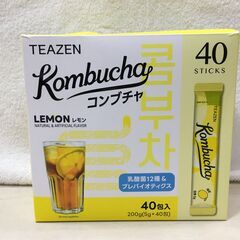 TEAZEN
Kombucha
コンブチャ
40
STICKS
LEMON レモン
NATURAL & ARTIFICIAL FLAVOR
콤부차
乳酸菌12種 &
プレバイオティクス
40包入
200g(5g×40包)